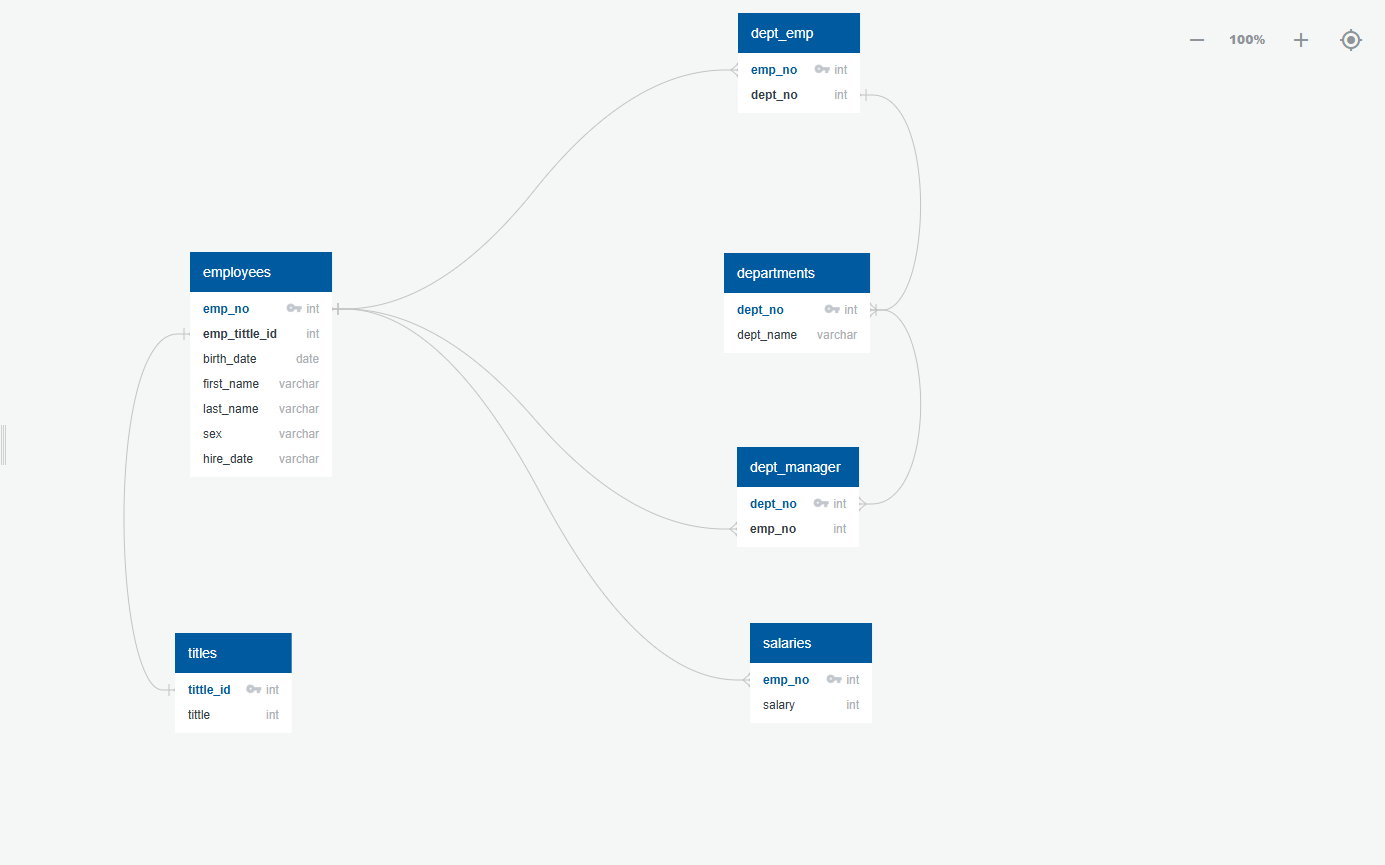 dept_emp
emp_no int
dept_no int
100%
employees
emp_no int
emp_tittle_id int
birth_date date
first_name varchar
last_name varchar
sex varchar
hire_date varchar
departments
dept_no int
dept_name varchar
dept_manager
dept_no int
emp_no int
titles
tittle_id int
tittle int
salaries
emp_no int
salary int